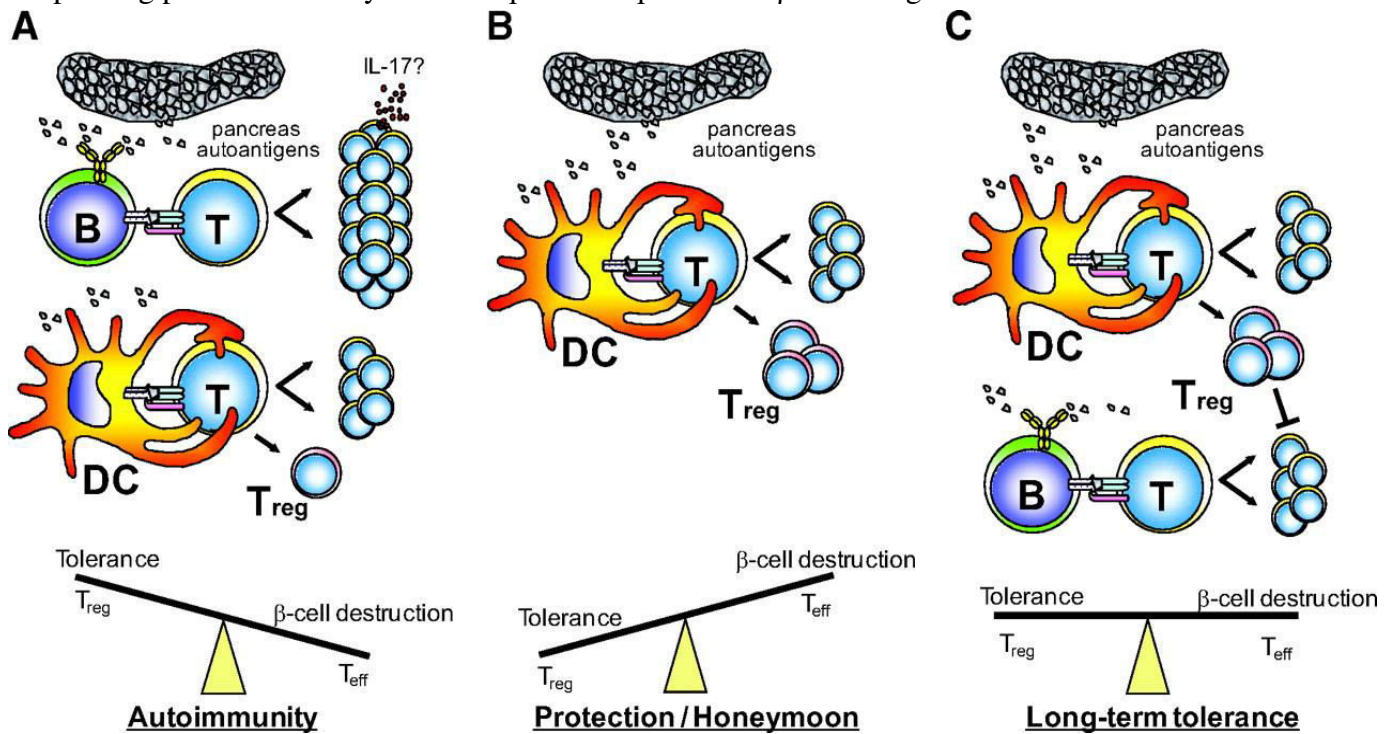 A
IL-17?
pancreas
autoantigens
B
T
DC
T
Treg
Tolerance
Treg
β-cell destruction
Teff
Autoimmunity
B
pancreas
autoantigens
T
DC
Treg
β-cell destruction
Teff
Tolerance
Treg
Protection / Honeymoon
C
pancreas
autoantigens
T
DC
Treg
B
T
Tolerance
β-cell destruction
Treg
Teff
Long-term tolerance